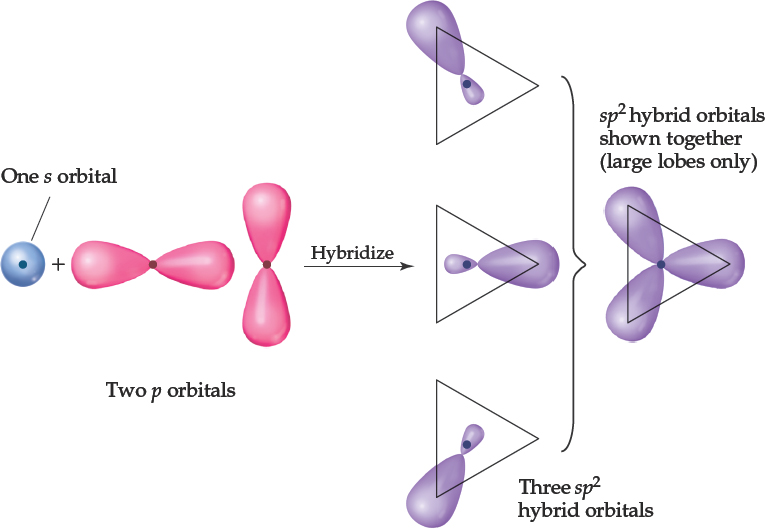 One s orbital
+
Two p orbitals
Hybridize
sp² hybrid orbitals
shown together
(large lobes only)
Three sp²
hybrid orbitals